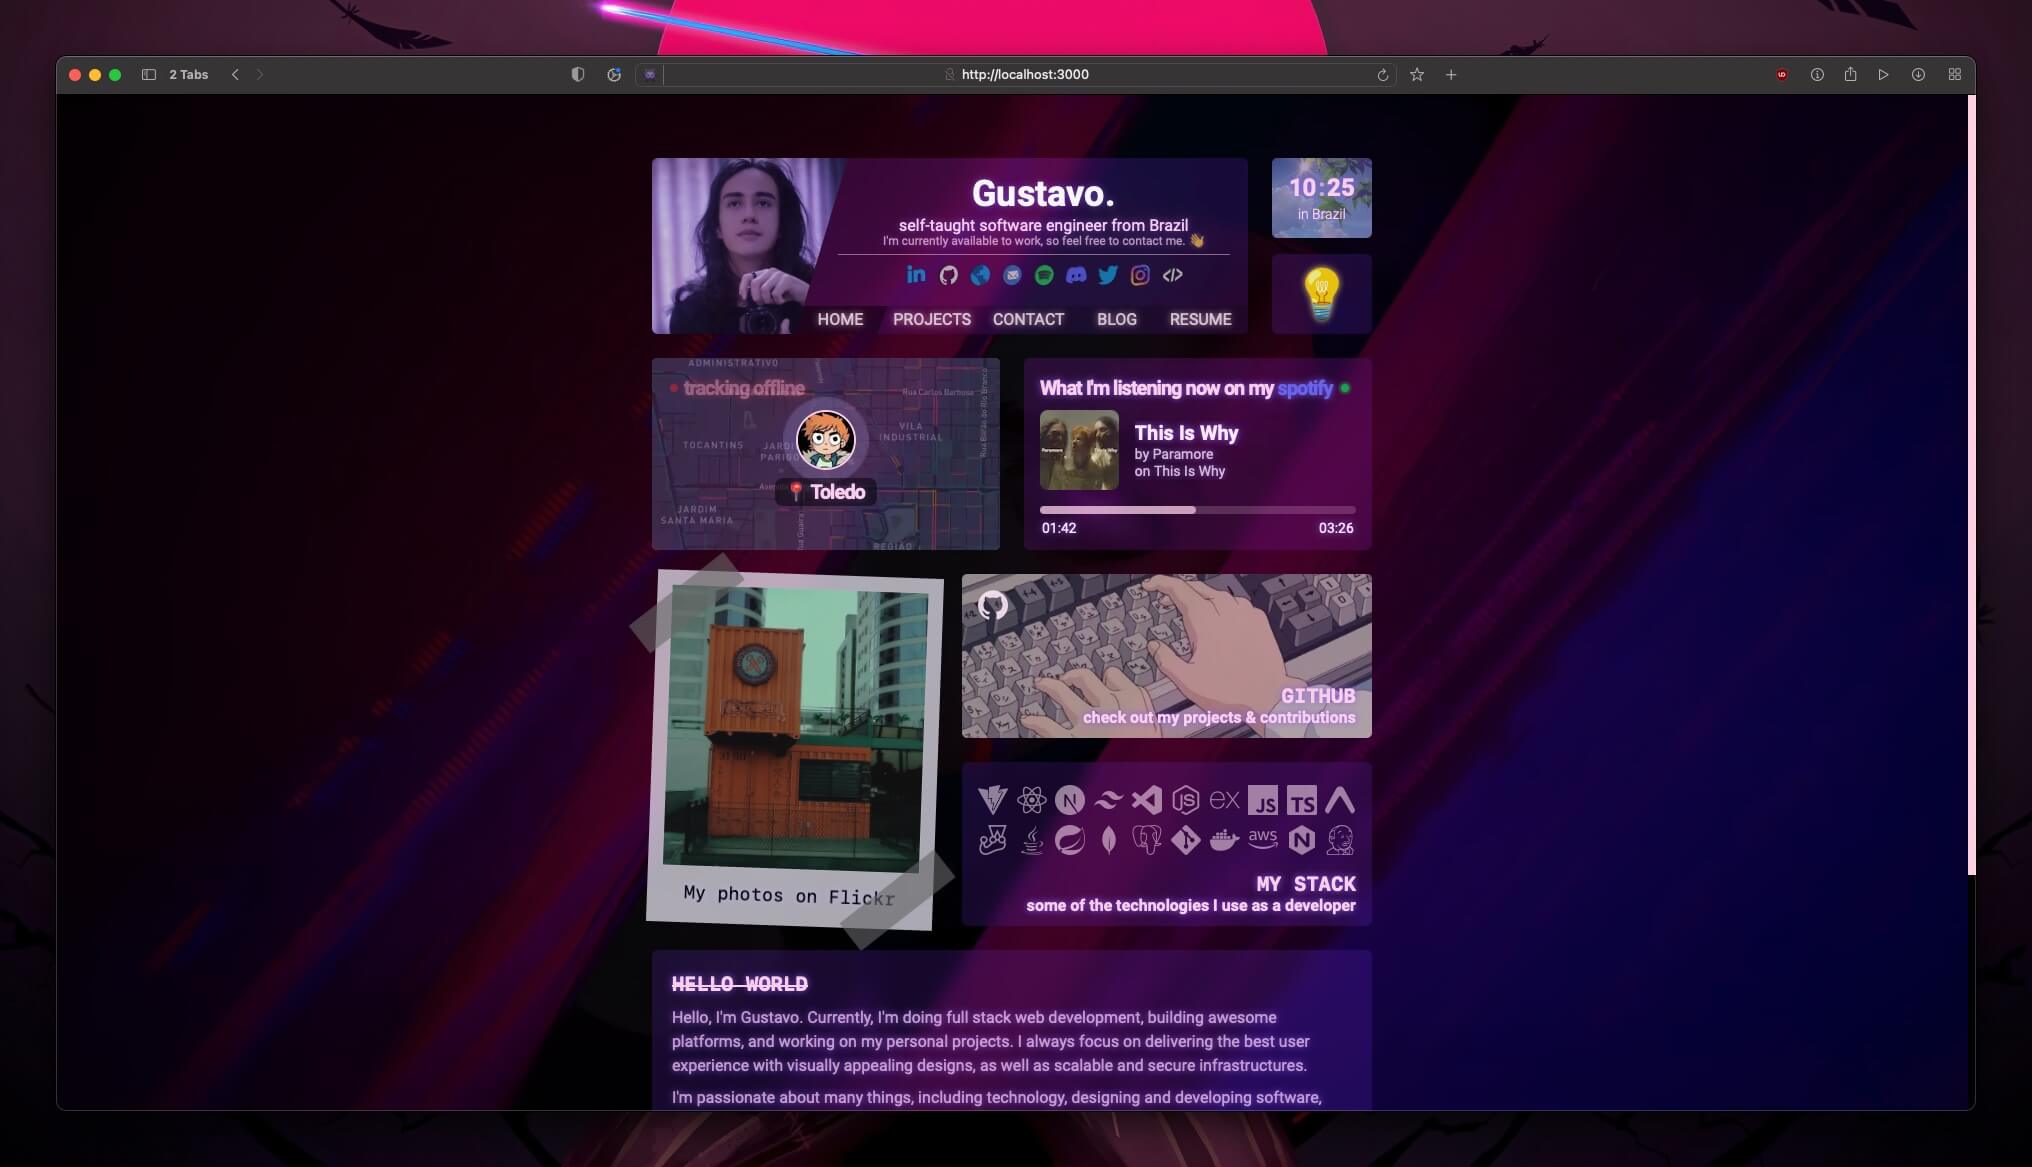 2 Tabs
http://localhost:3000
Gustavo.
self-taught software engineer from Brazil
I'm currently available to work, so feel free to contact me. 👋
HOME PROJECTS CONTACT BLOG RESUME
10:25
in Brazil
ADMINISTRATIVO
tracking offline
Rua Carlos Barbosa
VILA
INDUSTRIAL
TOCANTINS
JARDIM
SANTA MARIA
Toledo
REGIÃO
What I'm listening now on my spotify
This Is Why
by Paramore
on This Is Why
01:42
03:26
My photos on Flickr
GITHUB
check out my projects & contributions
N
JS
EX
JS
TS
aws
N
MY STACK
some of the technologies I use as a developer
HELLO WORLD
Hello, I'm Gustavo. Currently, I'm doing full stack web development, building awesome
platforms, and working on my personal projects. I always focus on delivering the best user
experience with visually appealing designs, as well as scalable and secure infrastructures.
I'm passionate about many things, including technology, designing and developing software,